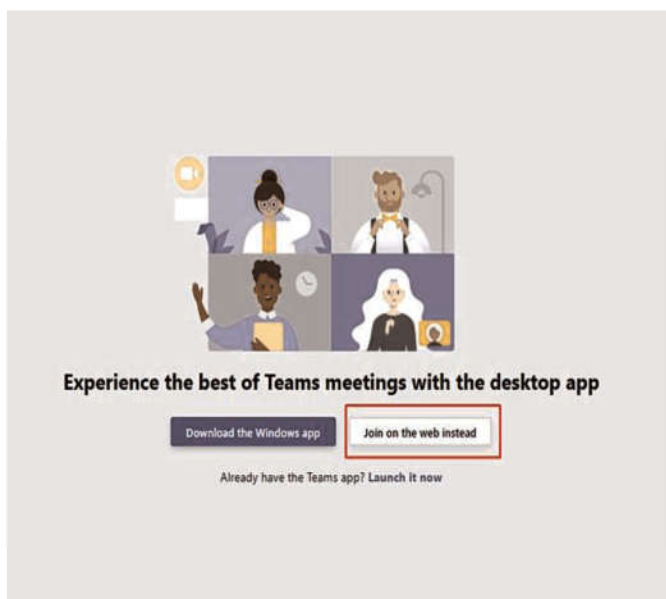 Experience the best of Teams meetings with the desktop app
Download the Windows app
Join on the web instead
Already have the Teams app? Launch it now